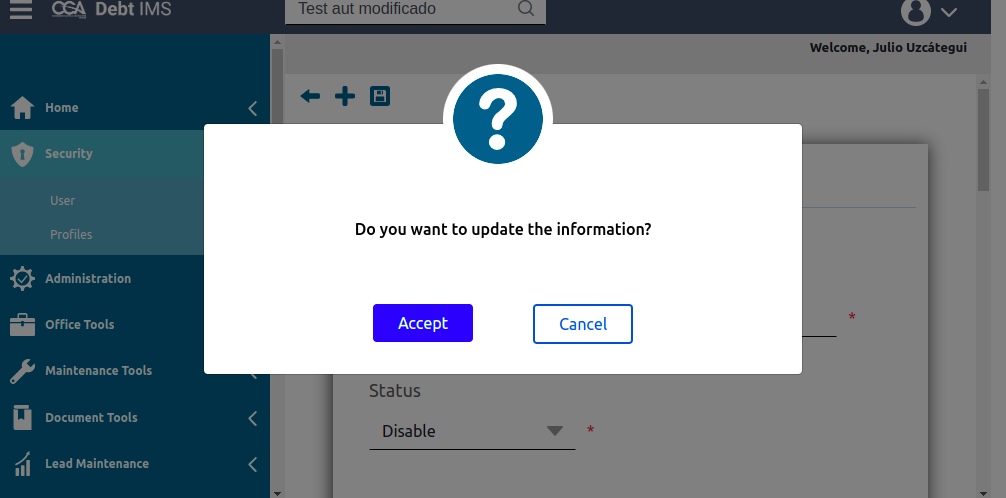 CGA Debt IMS
Test aut modificado
Welcome, Julio Uzcátegui
Home
Security
User
Profiles
Administration
Office Tools
Maintenance Tools
Document Tools
Lead Maintenance
?
Do you want to update the information?
Accept
Cancel
*
Status
Disable
*